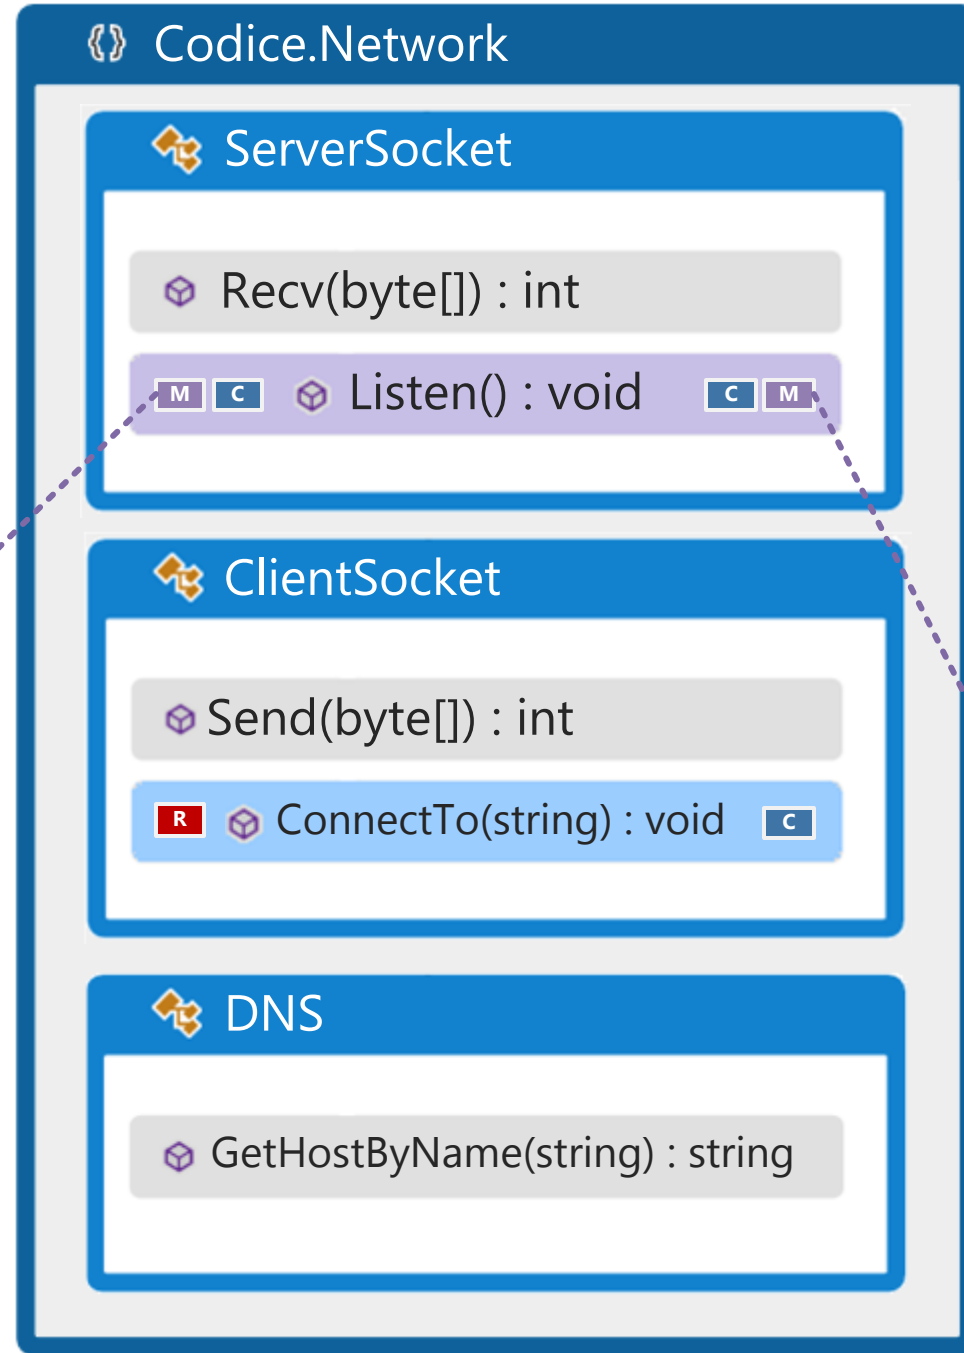 {} Codice.Network
ServerSocket
Recv(byte[]) : int
M C Listen() : void C M
ClientSocket
Send(byte[]) : int
R ConnectTo(string) : void C
DNS
GetHostByName(string) : string